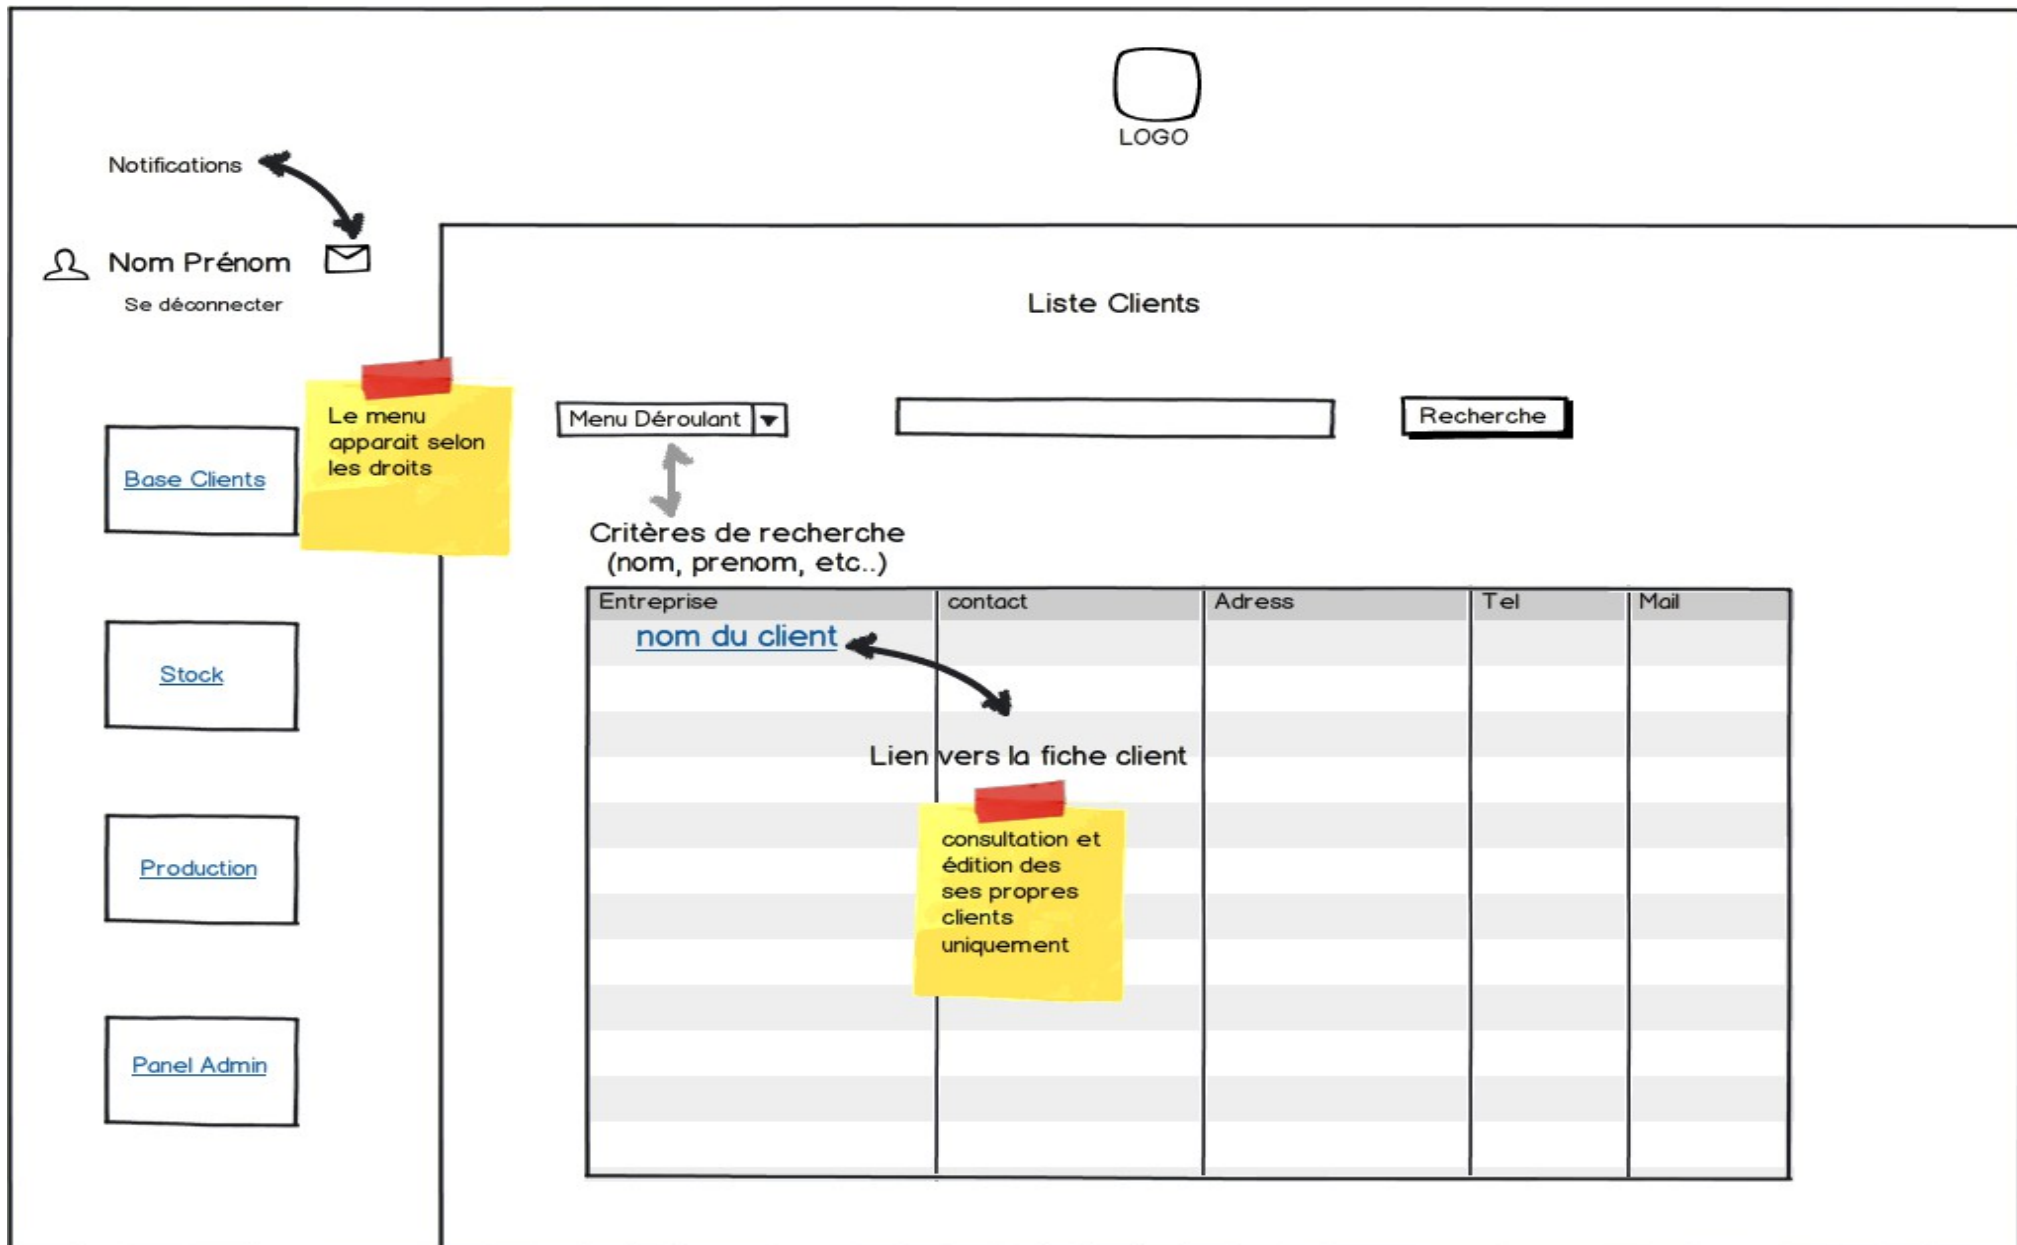 LOGO
Notifications
Nom Prénom
Se déconnecter
Liste Clients
Le menu
apparait selon
les droits
Menu Déroulant
Recherche
Base Clients
Critères de recherche
(nom, prenom, etc..)
Entreprise contact Adress Tel Mail
nom du client
Stock
Lien vers la fiche client
consultation et
édition des
ses propres
clients
uniquement
Production
Panel Admin